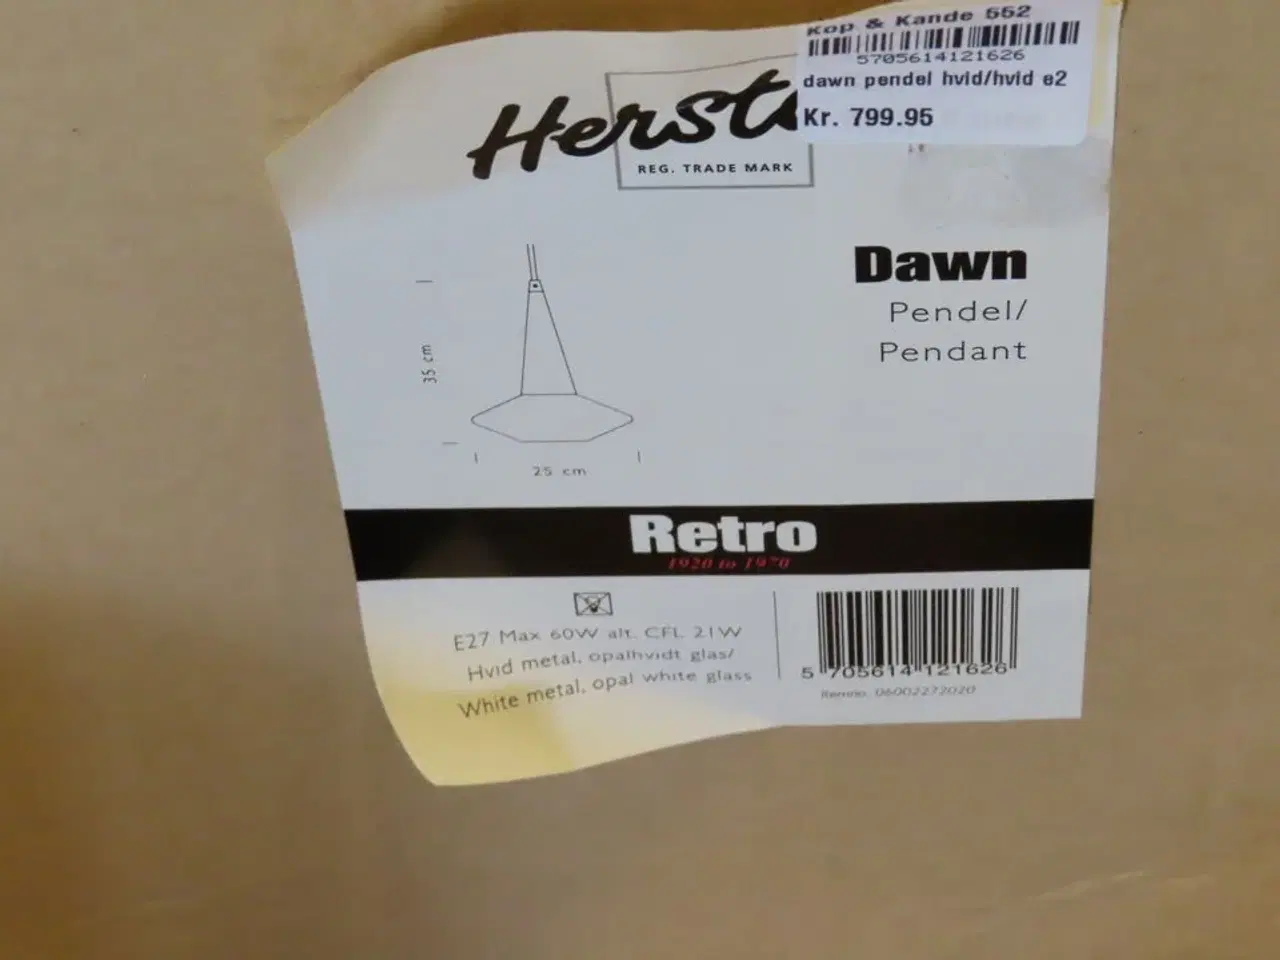 Kop & Kande 552
5705614121626
dawn pendel hvid/hvid e2
Kr. 799.95
Herst
REG. TRADE MARK
Dawn
Pendel/
Pendant
35 cm
25 cm
Retro
1920 to 1970
E27 Max 60W alt. CFL 21W
Hvid metal, opalhvidt glas/
White metal, opal white glass
5 705614 121626
Itemno. 06002272020